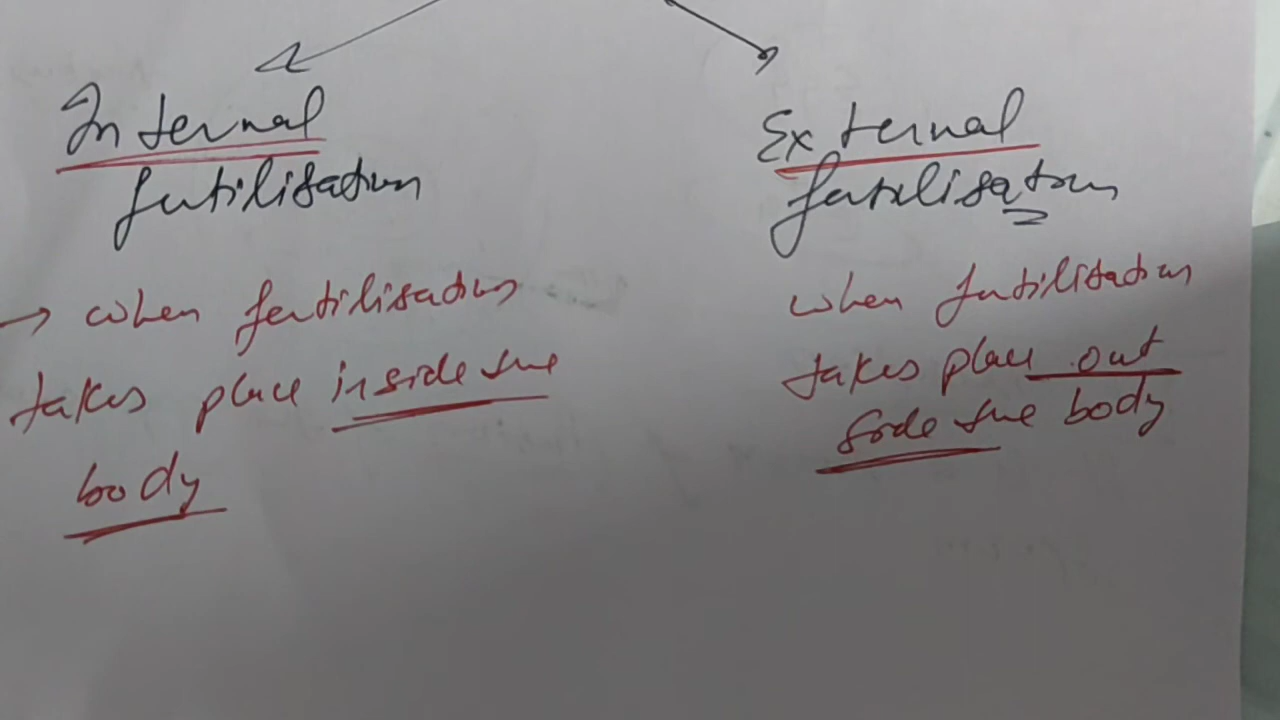 Internal
fertilisation
→ when fertilisation
takes place inside the
body
External
fertilisation
when fertilisation
takes place out
side the body